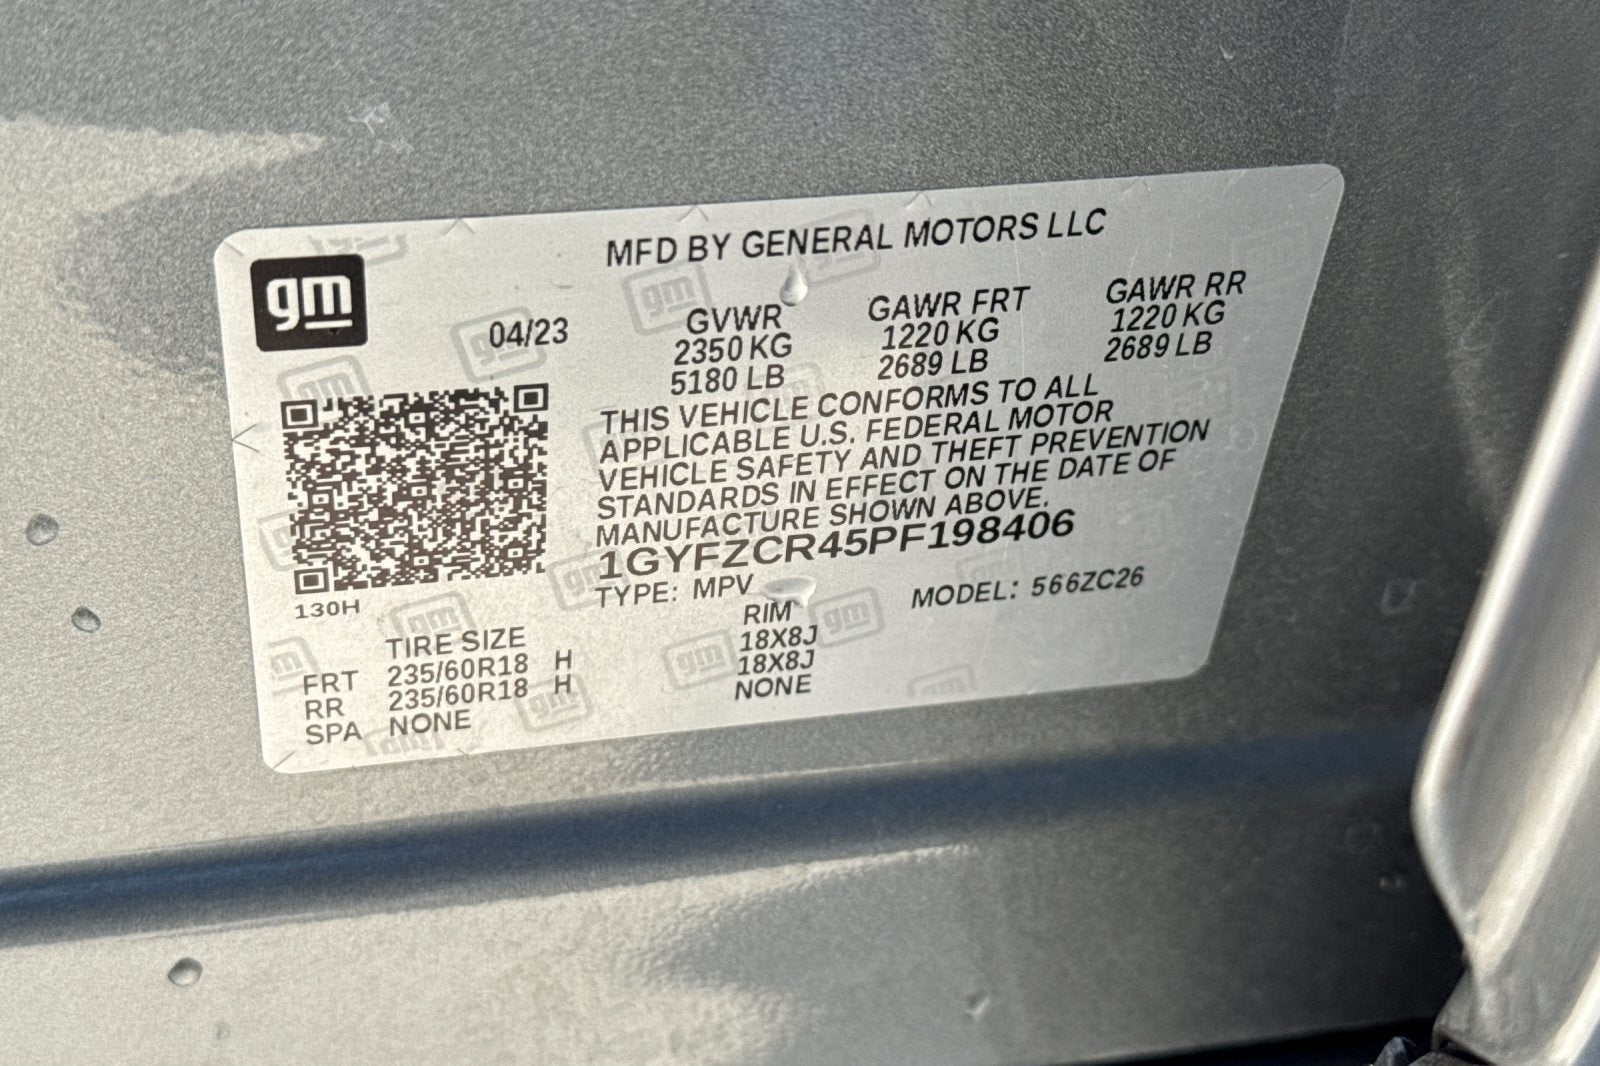 gm
MFD BY GENERAL MOTORS LLC
04/23
GVWR GAWR FRT GAWR RR
2350 KG 1220 KG 1220 KG
5180 LB 2689 LB 2689 LB
THIS VEHICLE CONFORMS TO ALL
APPLICABLE U.S. FEDERAL MOTOR
VEHICLE SAFETY AND THEFT PREVENTION
STANDARDS IN EFFECT ON THE DATE OF
MANUFACTURE SHOWN ABOVE.
1GYFZCR45PF198406
TYPE: MPV MODEL: 566ZC26
130H
TIRE SIZE RIM
FRT 235/60R18 H 18X8J
RR 235/60R18 H 18X8J
SPA NONE NONE